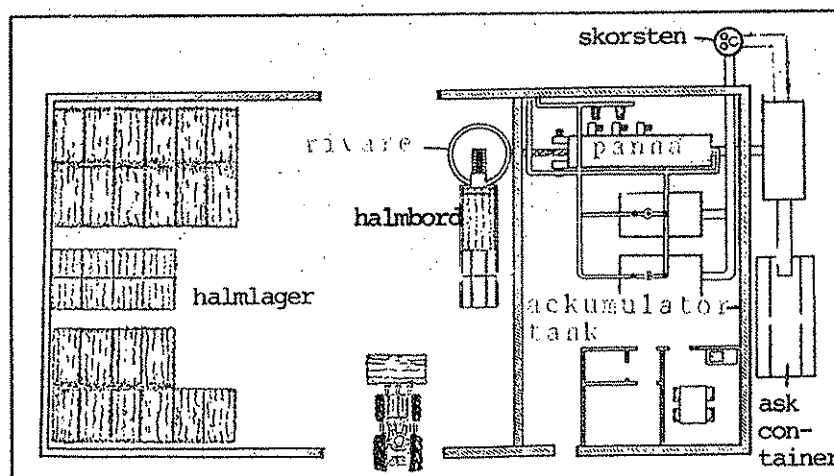 skorsten
rivare
panna
halmbord
halmlager
ackumulator
tank
ask
con-
tainer